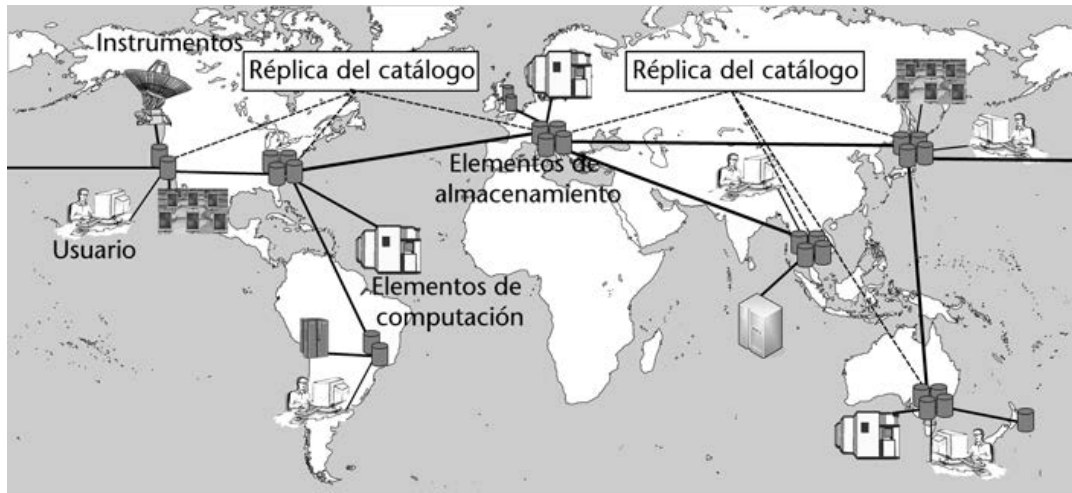 Instrumentos
Réplica del catálogo
Réplica del catálogo
Elementos de
almacenamiento
Usuario
Elementos de
computación